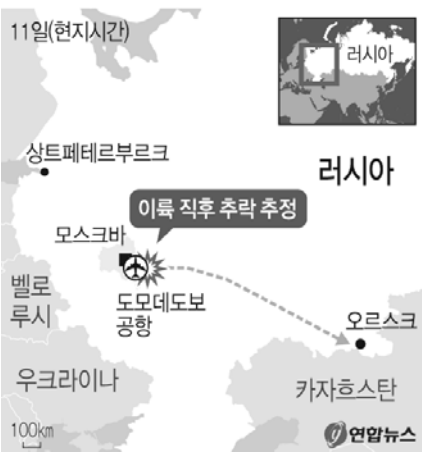 11일(현지시간)
러시아
상트페테르부르크
러시아
이륙 직후 추락 추정
모스크바
벨로
루시
도모데도보
공항
오르스크
우크라이나
카자흐스탄
100km
연합뉴스